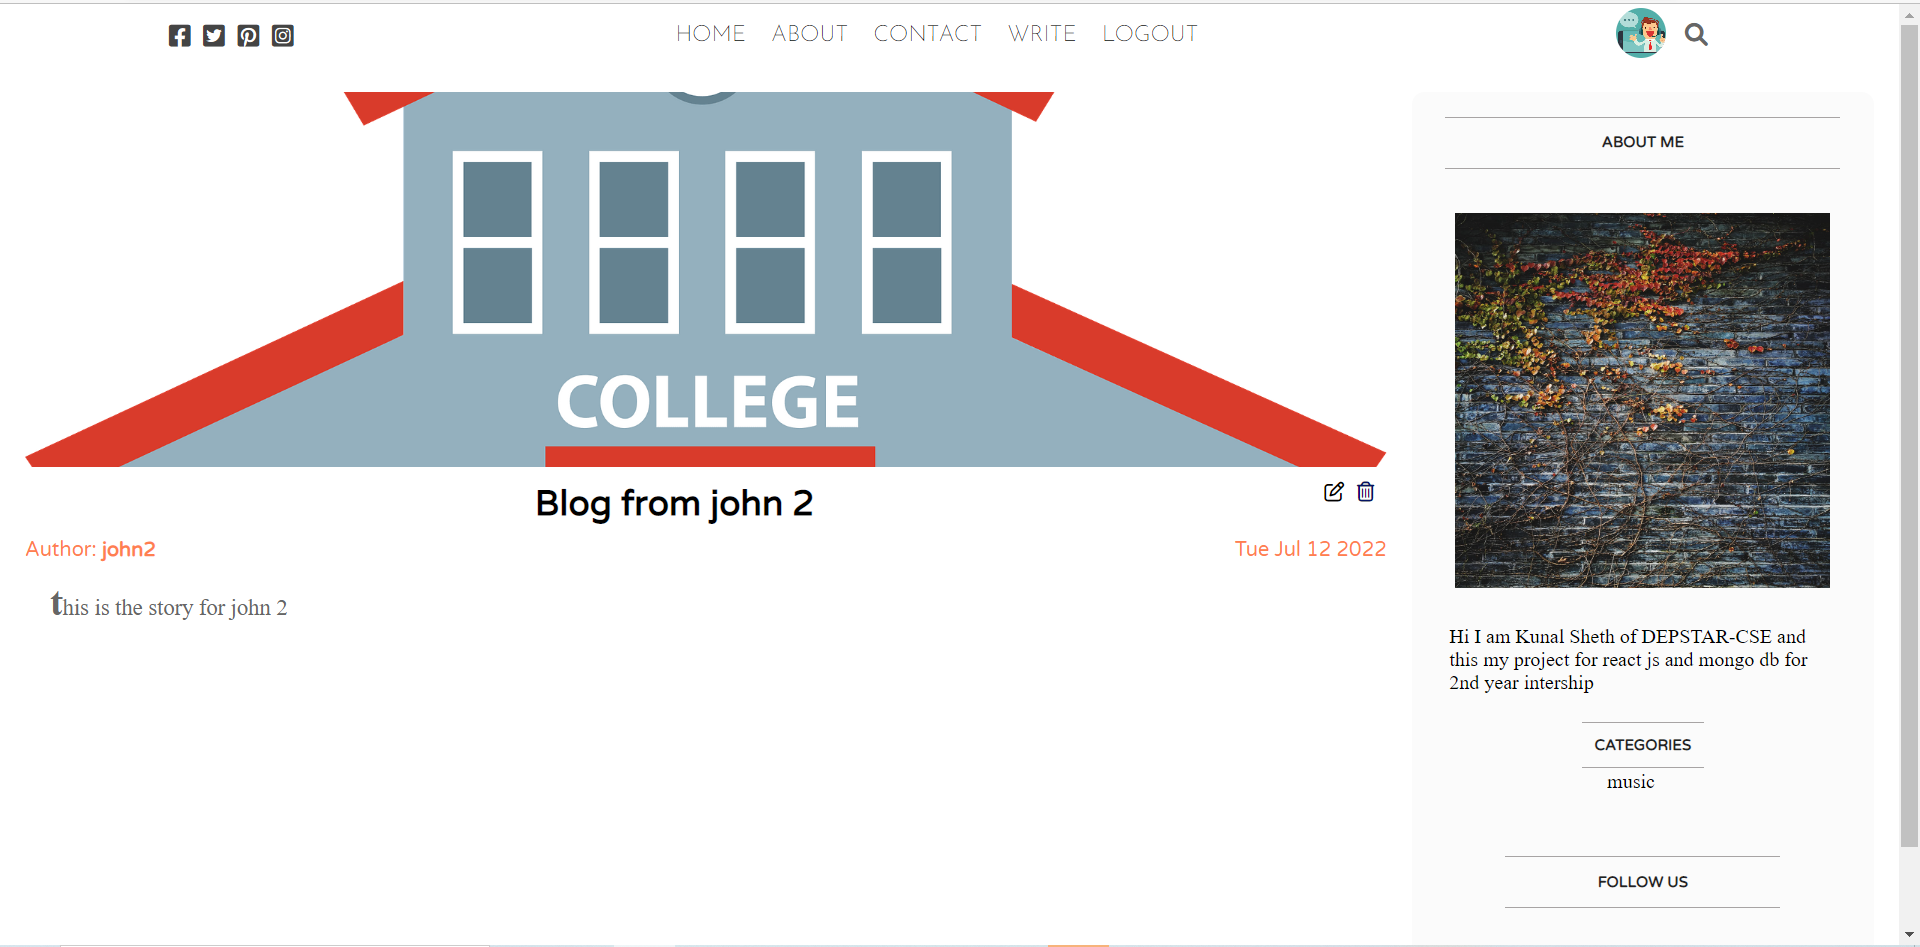 HOME ABOUT CONTACT WRITE LOGOUT
COLLEGE
Blog from john 2
Author: john2 Tue Jul 12 2022
this is the story for john 2
ABOUT ME
Hi I am Kunal Sheth of DEPSTAR-CSE and
this my project for react js and mongo db for
2nd year intership
CATEGORIES
music
FOLLOW US